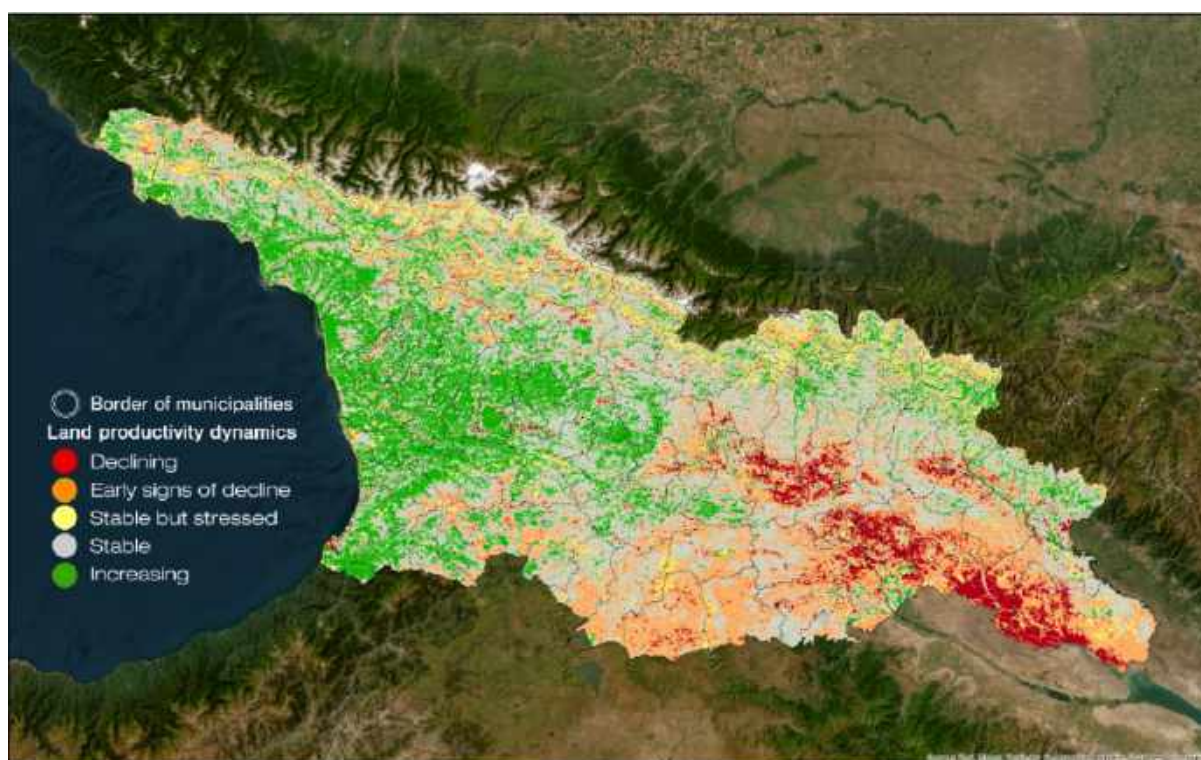 Border of municipalities
Land productivity dynamics
Declining
Early signs of decline
Stable but stressed
Stable
Increasing